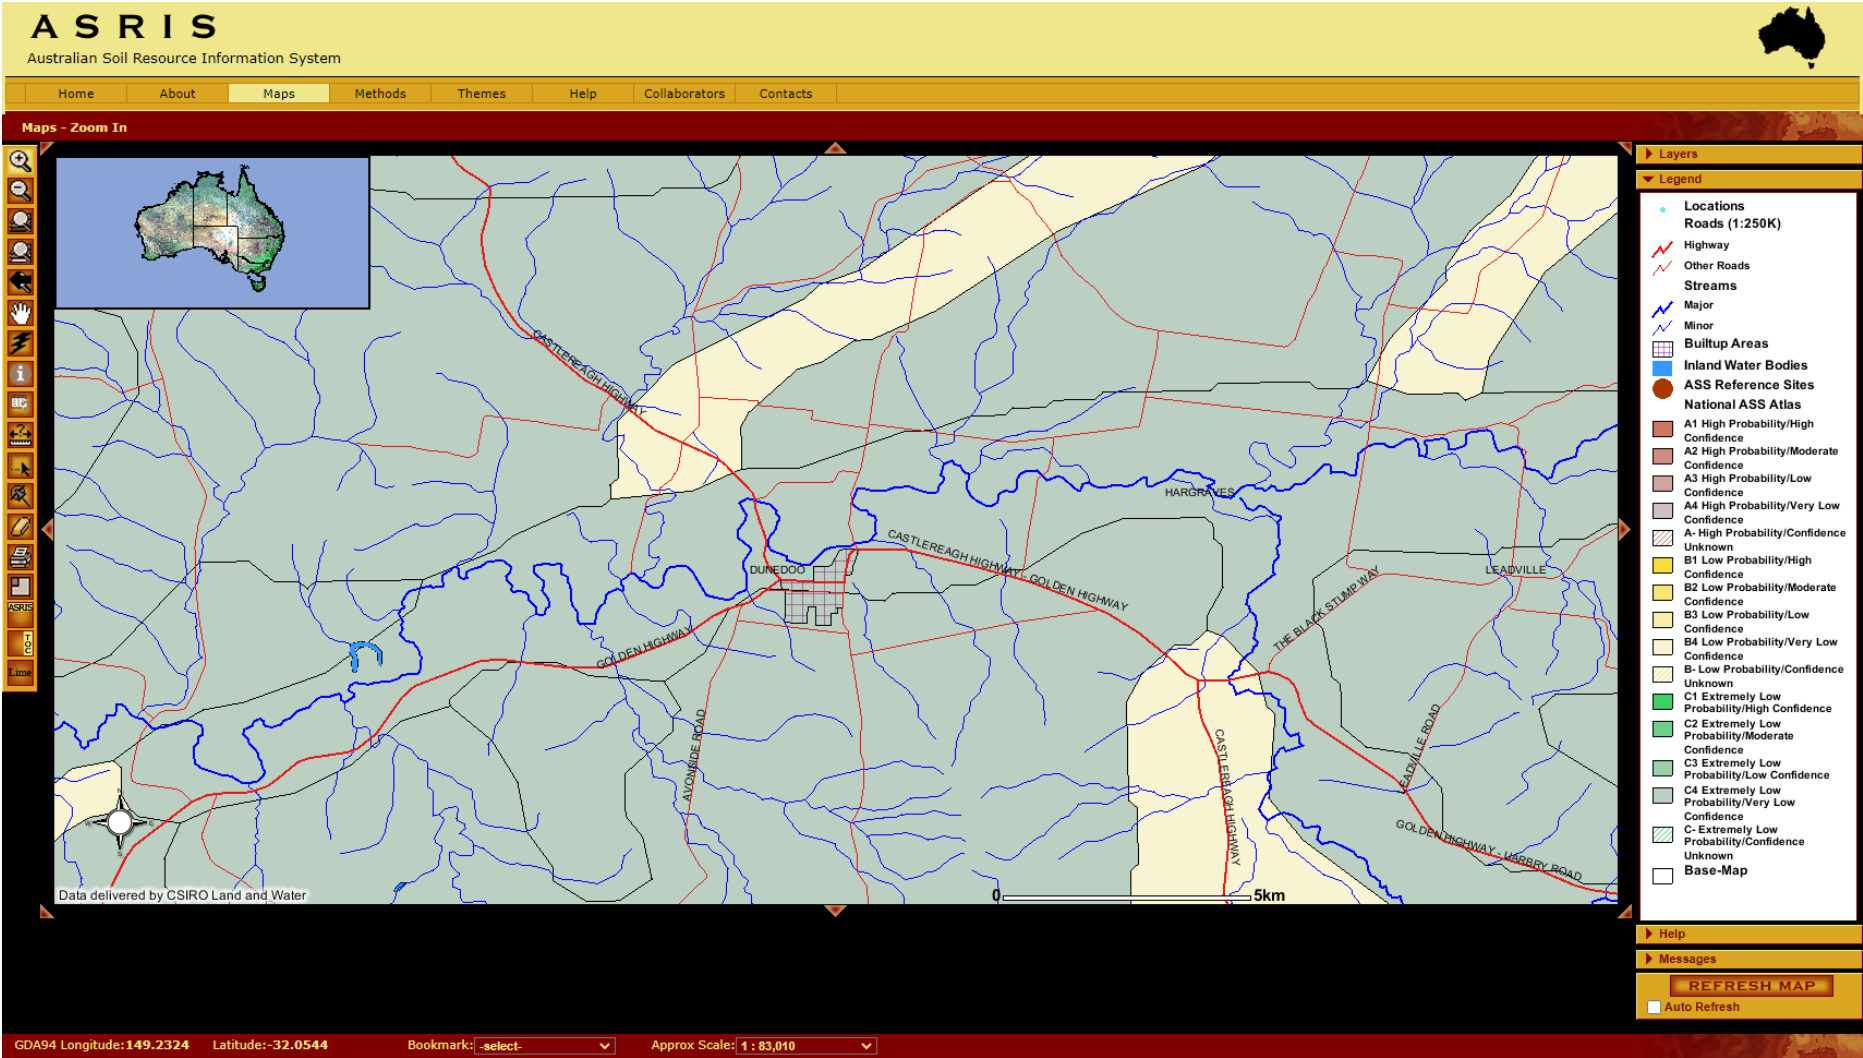 ASRIS
Australian Soil Resource Information System
Home About Maps Methods Themes Help Collaborators Contacts
Maps - Zoom In
Layers
Legend
Locations
Roads (1:250K)
Highway
Other Roads
Streams
Major
Minor
Builtup Areas
Inland Water Bodies
ASS Reference Sites
National ASS Atlas
A1 High Probability/High
Confidence
A2 High Probability/Moderate
Confidence
A3 High Probability/Low
Confidence
A4 High Probability/Very Low
Confidence
A- High Probability/Confidence
Unknown
B1 Low Probability/High
Confidence
B2 Low Probability/Moderate
Confidence
B3 Low Probability/Low
Confidence
B4 Low Probability/Very Low
Confidence
B- Low Probability/Confidence
Unknown
C1 Extremely Low
Probability/High Confidence
C2 Extremely Low
Probability/Moderate
Confidence
C3 Extremely Low
Probability/Low Confidence
C4 Extremely Low
Probability/Very Low
Confidence
C- Extremely Low
Probability/Confidence
Unknown
Base-Map
Help
Messages
REFRESH MAP
Auto Refresh
ASRIS
TOC
Lime
CASTLEREAGH HIGHWAY
HARGRAVES
CASTLEREAGH HIGHWAY - GOLDEN HIGHWAY
DUNEDOO
LEADVILLE
THE BLACK STUMP WAY
GOLDEN HIGHWAY
AVONSIDE ROAD
CASTLEREAGH HIGHWAY
LEADVILLE ROAD
GOLDEN HIGHWAY - UARBRY ROAD
N
W E
S
Data delivered by CSIRO Land and Water
0 5km
GDA94 Longitude:149.2324 Latitude:-32.0544 Bookmark: -select- Approx Scale: 1 : 83,010